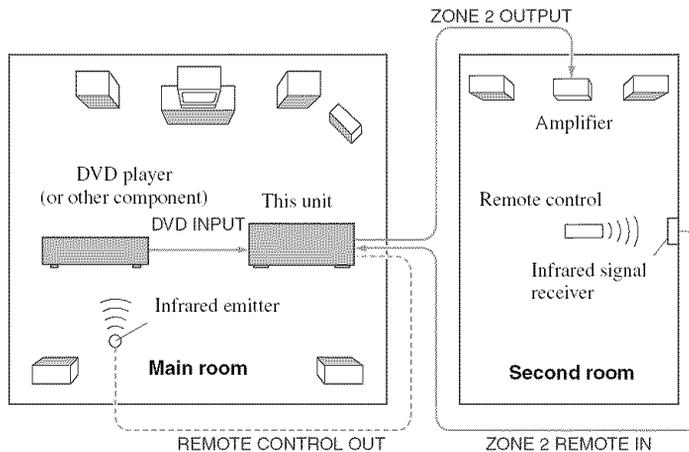 ZONE 2 OUTPUT
Amplifier
DVD player
(or other component)
This unit
DVD INPUT
Remote control
Infrared signal
receiver
Infrared emitter
Main room
Second room
REMOTE CONTROL OUT
ZONE 2 REMOTE IN